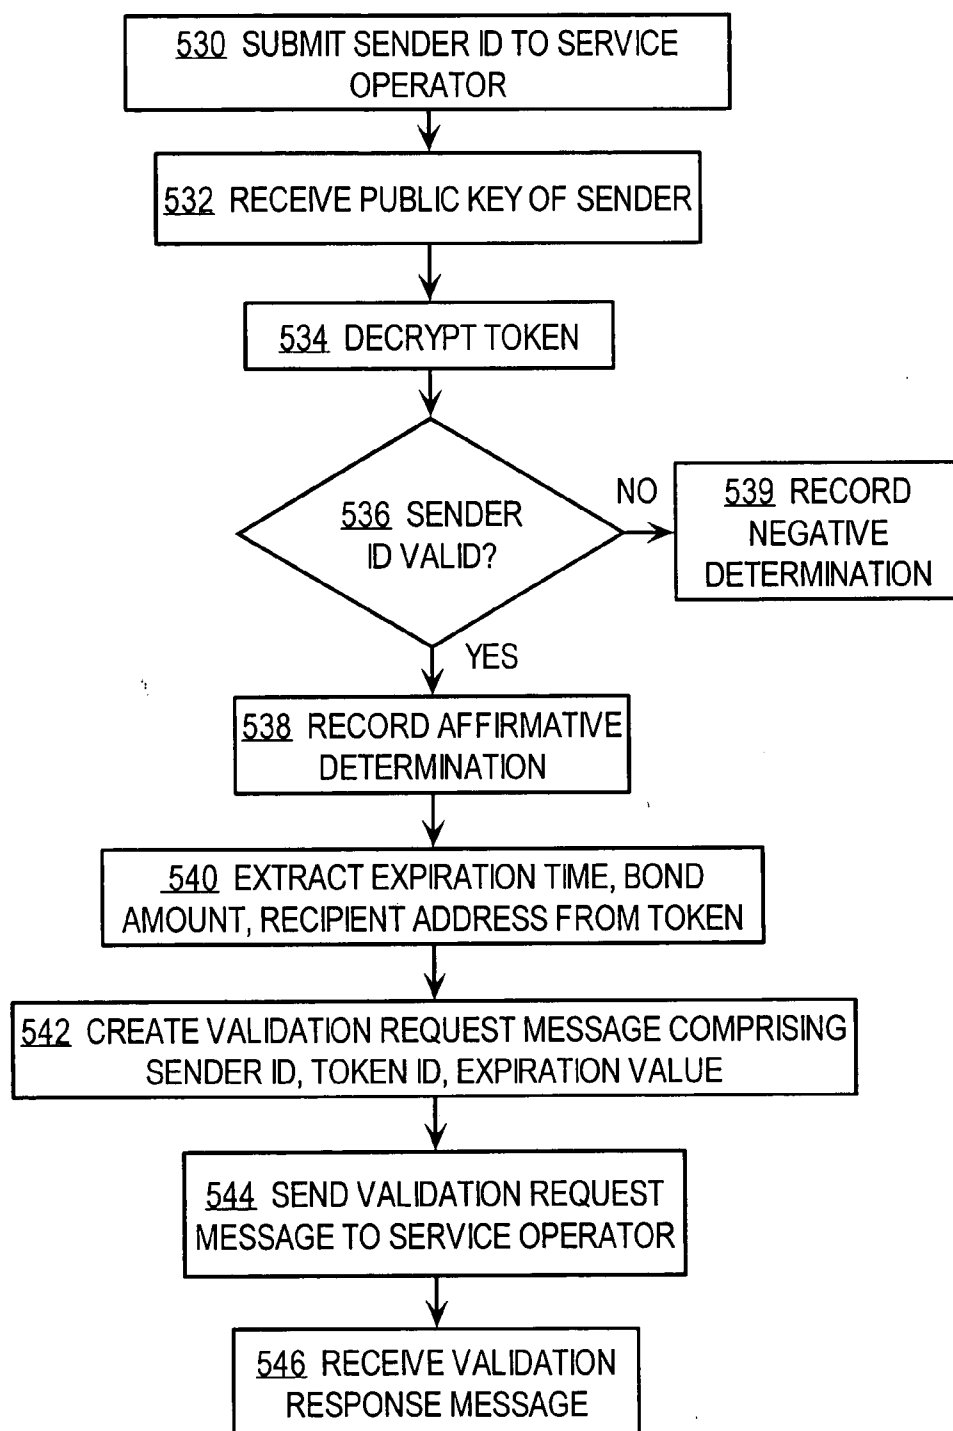 530 SUBMIT SENDER ID TO SERVICE
OPERATOR
532 RECEIVE PUBLIC KEY OF SENDER
534 DECRYPT TOKEN
536 SENDER
ID VALID?
NO
539 RECORD
NEGATIVE
DETERMINATION
YES
538 RECORD AFFIRMATIVE
DETERMINATION
540 EXTRACT EXPIRATION TIME, BOND
AMOUNT, RECIPIENT ADDRESS FROM TOKEN
542 CREATE VALIDATION REQUEST MESSAGE COMPRISING
SENDER ID, TOKEN ID, EXPIRATION VALUE
544 SEND VALIDATION REQUEST
MESSAGE TO SERVICE OPERATOR
546 RECEIVE VALIDATION
RESPONSE MESSAGE